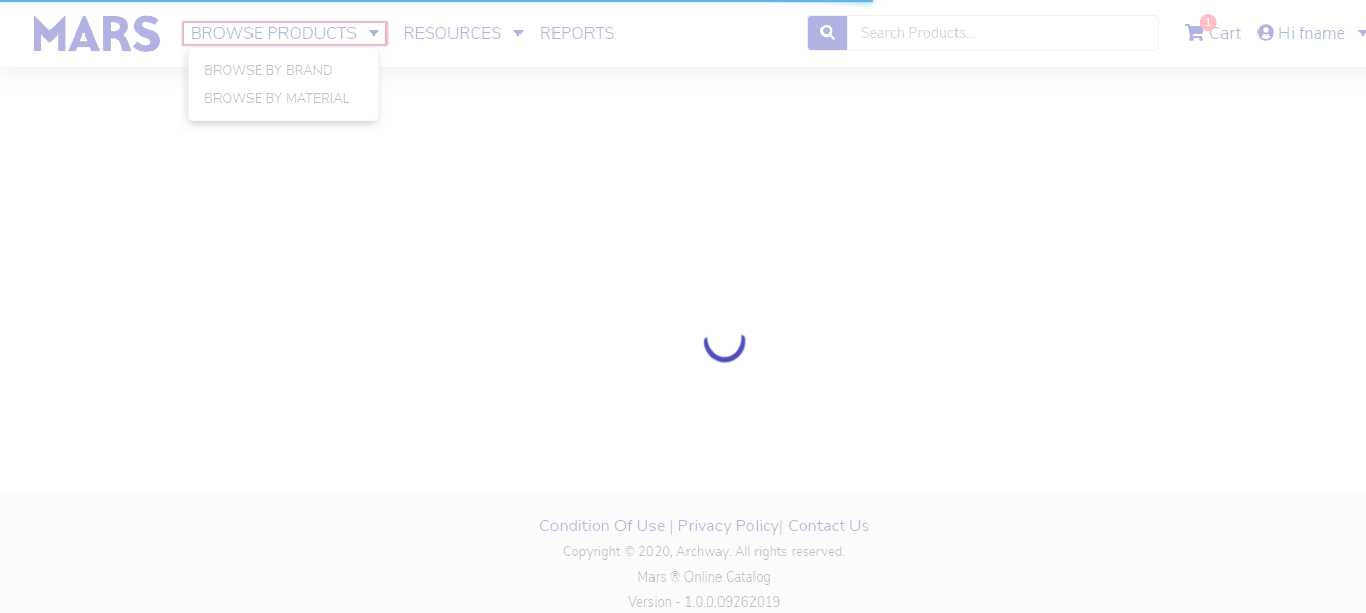 MARS BROWSE PRODUCTS RESOURCES REPORTS Search Products... 1 Cart Hi fname
BROWSE BY BRAND
BROWSE BY MATERIAL
Condition Of Use | Privacy Policy| Contact Us
Copyright © 2020, Archway. All rights reserved.
Mars ® Online Catalog
Version - 1.0.0.09262019